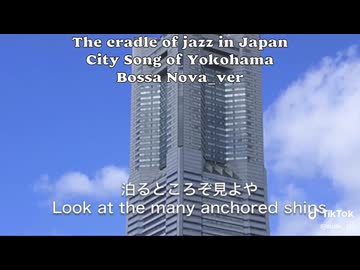 The cradle of jazz in Japan
City Song of Yokohama
Bossa Nova_ver
泊るところぞ見よや
Look at the many anchored ships
TikTok